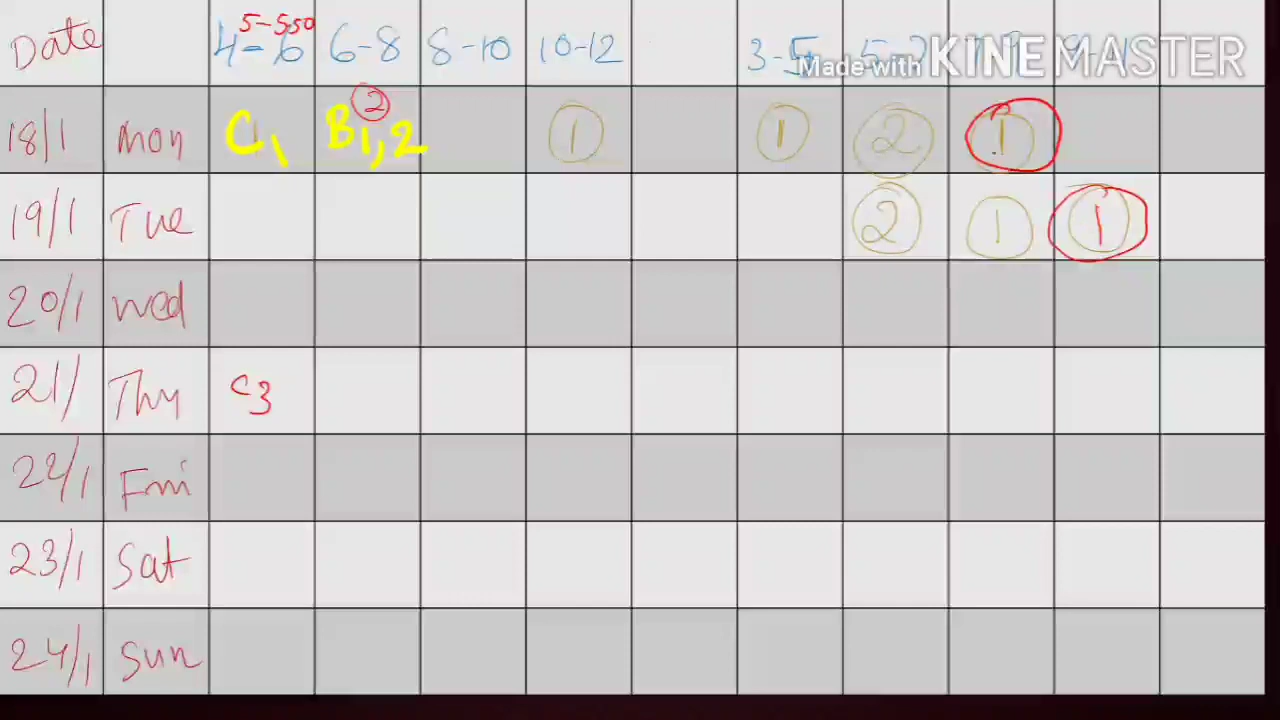 Date 4-6 5-5:50 6-8 8-10 10-12 3-5
Made with KINEMASTER
18/1 Mon C1 B1,2 2 1 1 2 1
19/1 Tue 2 1 1
20/1 Wed
21/ Thu C3
22/1 Fri
23/1 Sat
24/1 Sun